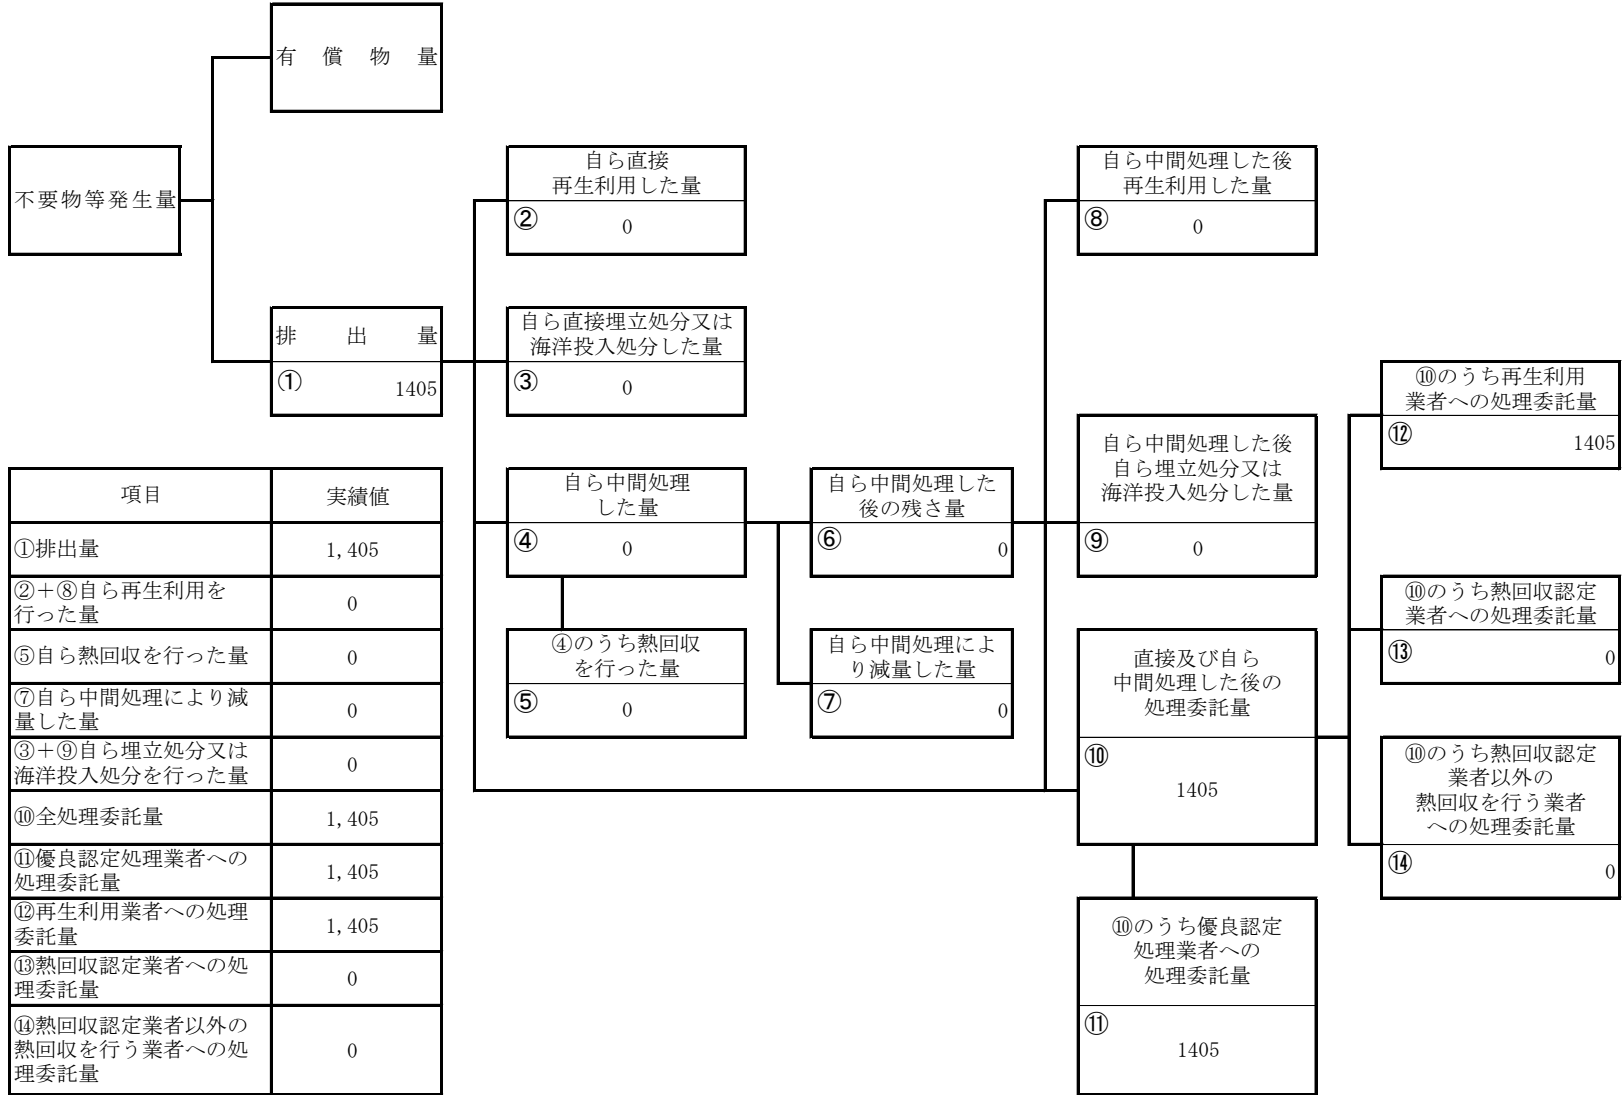 有償物量
不要物等発生量
排出量
① 1405
自ら直接
再生利用した量
② 0
自ら直接埋立処分又は
海洋投入処分した量
③ 0
自ら中間処理
した量
④ 0
④のうち熱回収
を行った量
⑤ 0
自ら中間処理した
後の残さ量
⑥ 0
自ら中間処理によ
り減量した量
⑦ 0
自ら中間処理した後
再生利用した量
⑧ 0
自ら中間処理した後
自ら埋立処分又は
海洋投入処分した量
⑨ 0
直接及び自ら
中間処理した後の
処理委託量
⑩
1405
⑩のうち優良認定
処理業者への
処理委託量
⑪
1405
⑩のうち再生利用
業者への処理委託量
⑫ 1405
⑩のうち熱回収認定
業者への処理委託量
⑬ 0
⑩のうち熱回収認定
業者以外の
熱回収を行う業者
への処理委託量
⑭ 0
項目 実績値
①排出量 1,405
②+⑧自ら再生利用を
行った量 0
⑤自ら熱回収を行った量 0
⑦自ら中間処理により減
量した量 0
③+⑨自ら埋立処分又は
海洋投入処分を行った量 0
⑩全処理委託量 1,405
⑪優良認定処理業者への
処理委託量 1,405
⑫再生利用業者への処理
委託量 1,405
⑬熱回収認定業者への処
理委託量 0
⑭熱回収認定業者以外の
熱回収を行う業者への処
理委託量 0